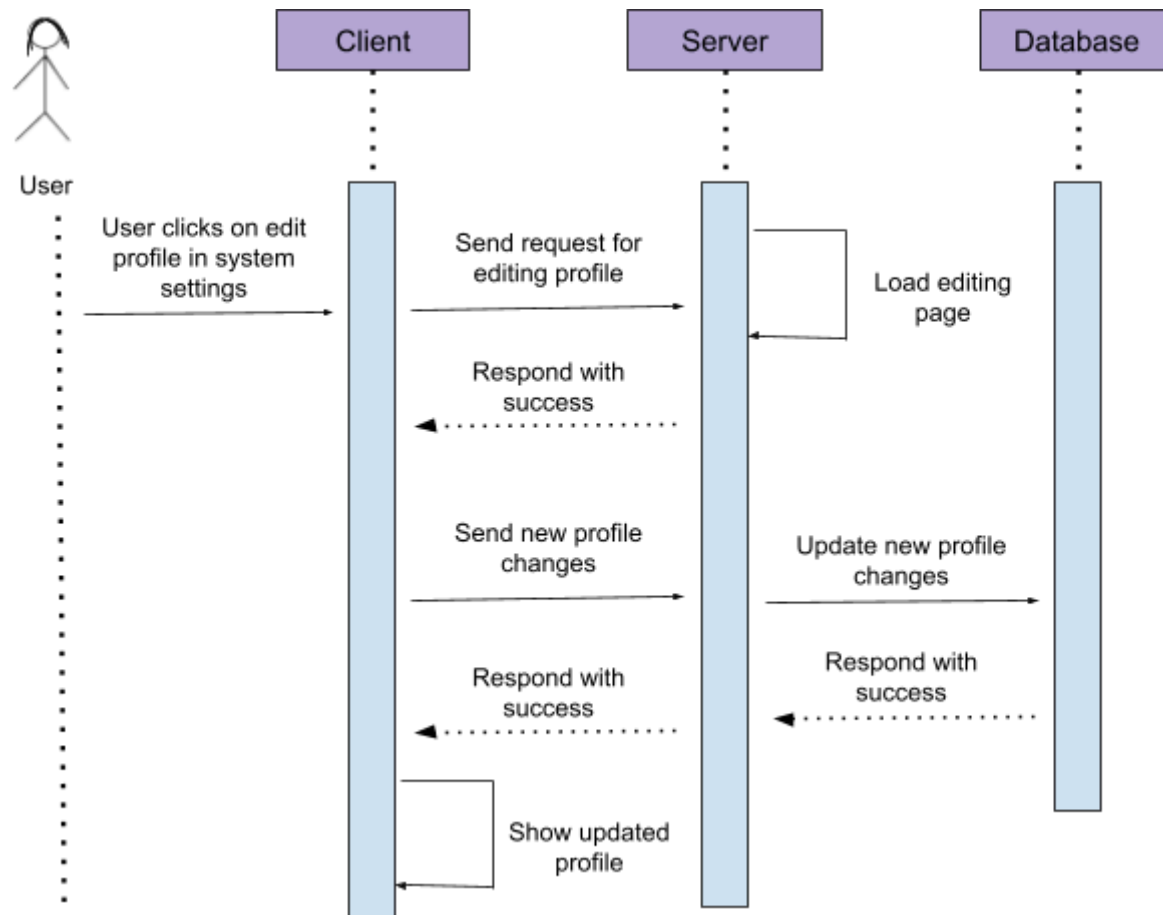 Client
Server
Database
User
User clicks on edit
profile in system
settings
Send request for
editing profile
Load editing
page
Respond with
success
Send new profile
changes
Update new profile
changes
Respond with
success
Respond with
success
Show updated
profile